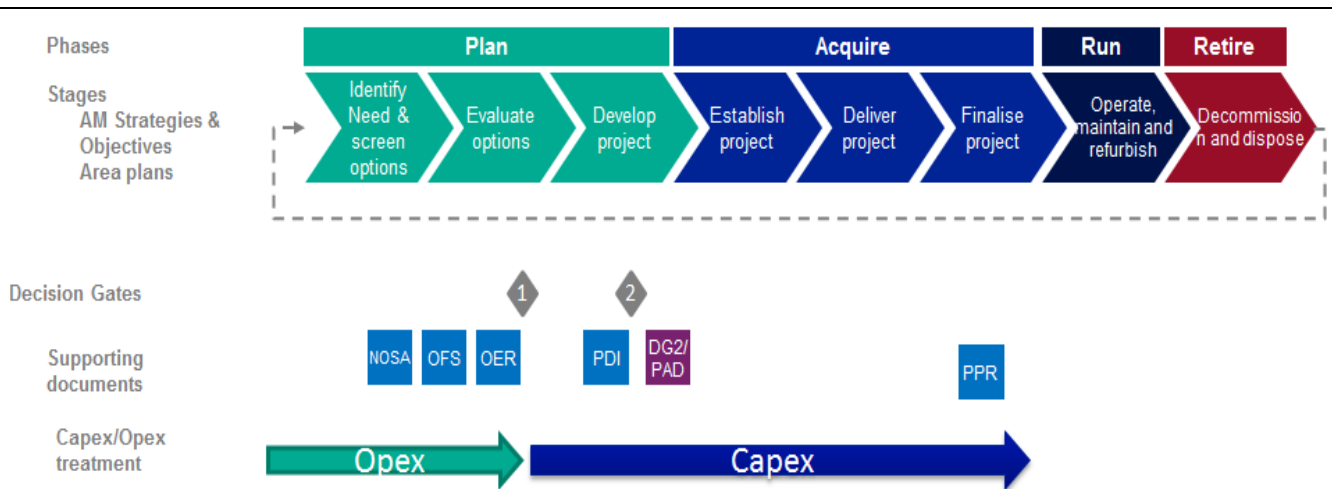 Phases
Plan
Acquire
Run
Retire
Stages
AM Strategies &
Objectives
Area plans
Identify
Need &
screen
options
Evaluate
options
Develop
project
Establish
project
Deliver
project
Finalise
project
Operate,
maintain and
refurbish
Decommissio
n and dispose
Decision Gates
1
2
Supporting
documents
NOSA
OFS
OER
PDI
DG2/
PAD
PPR
Capex/Opex
treatment
Opex
Capex